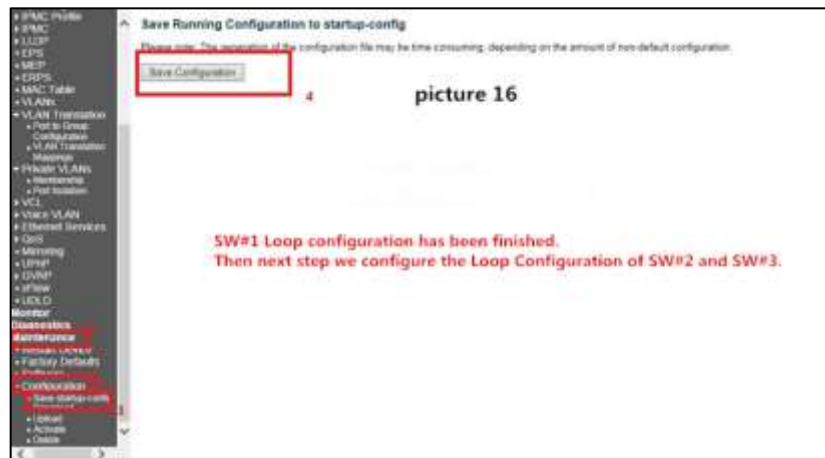 IPMC Profile
IPMC
LLDP
EPS
MEP
ERPS
MAC Table
VLANs
VLAN Translation
Port to Group
Configuration
VLAN Translation
Mappings
Private VLANs
Membership
Port Isolation
VCL
Voice VLAN
Ethernet Services
QoS
Mirroring
UPnP
GVRP
sFlow
UDLD
Monitor
Diagnostics
Maintenance
Restart Device
Factory Defaults
Software
Configuration
Save startup-config
Upload
Activate
Delete
Save Running Configuration to startup-config
Please note: The generation of the configuration file may be time consuming, depending on the amount of non-default configuration.
Save Configuration
4
picture 16
SW#1 Loop configuration has been finished.
Then next step we configure the Loop Configuration of SW#2 and SW#3.
3